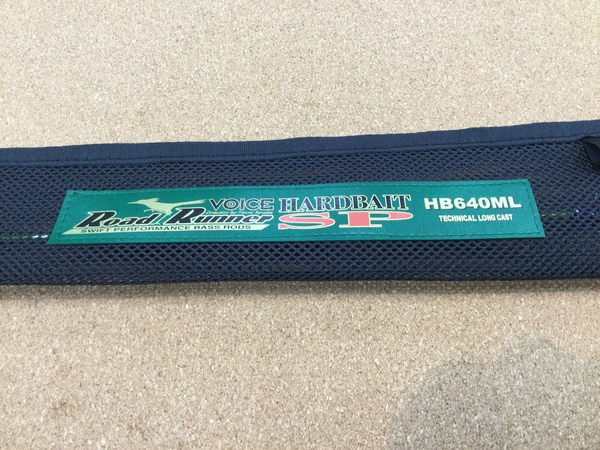 VOICE HARDBAIT
Road Runner SP
SWIFT PERFORMANCE BASS RODS
HB640ML
TECHNICAL LONG CAST